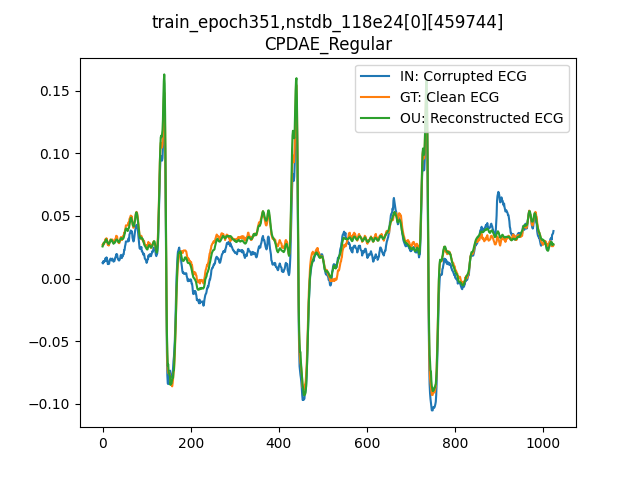 train_epoch351,nstdb_118e24[0][459744]
CPDAE_Regular
IN: Corrupted ECG
GT: Clean ECG
OU: Reconstructed ECG
0.15
0.10
0.05
0.00
−0.05
−0.10
0 200 400 600 800 1000